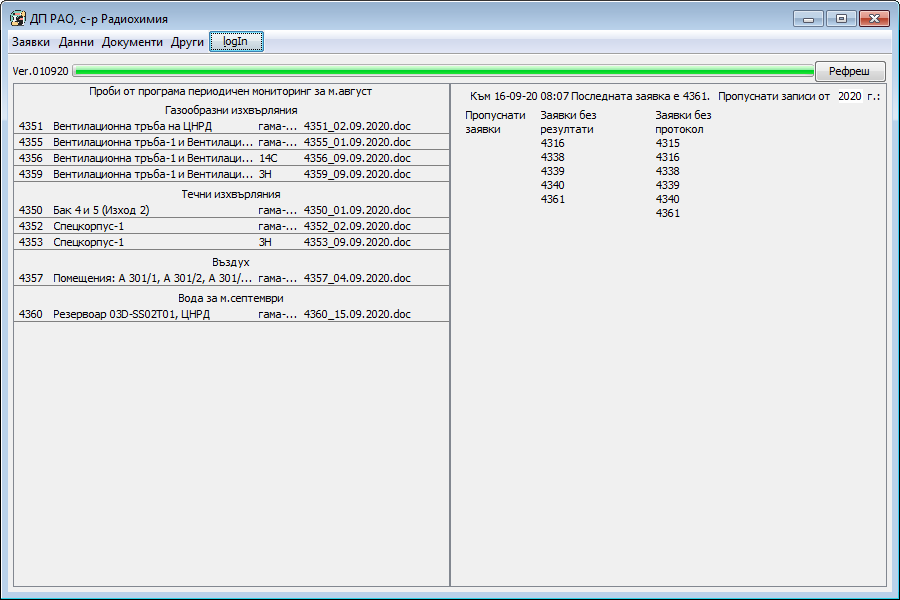 ДП РАО, с-р Радиохимия
Заявки Данни Документи Други logIn
Ver.010920 Рефреш
Проби от програма периодичен мониторинг за м.август
Газообразни изхвърляния
4351 Вентилационна тръба на ЦНРД гама-... 4351_02.09.2020.doc
4355 Вентилационна тръба-1 и Вентилаци... гама-... 4355_01.09.2020.doc
4356 Вентилационна тръба-1 и Вентилаци... 14C 4356_09.09.2020.doc
4359 Вентилационна тръба-1 и Вентилаци... 3H 4359_09.09.2020.doc
Течни изхвърляния
4350 Бак 4 и 5 (Изход 2) гама-... 4350_01.09.2020.doc
4352 Спецкорпус-1 гама-... 4352_02.09.2020.doc
4353 Спецкорпус-1 3H 4353_09.09.2020.doc
Въздух
4357 Помещения: А 301/1, А 301/2, А 301/... гама-... 4357_04.09.2020.doc
Вода за м.септември
4360 Резервоар 03D-SS02T01, ЦНРД гама-... 4360_15.09.2020.doc
Към 16-09-20 08:07 Последната заявка е 4361. Пропуснати записи от 2020 г.:
Пропуснати заявки
Заявки без резултати
4316
4338
4339
4340
4361
Заявки без протокол
4315
4316
4338
4339
4340
4361